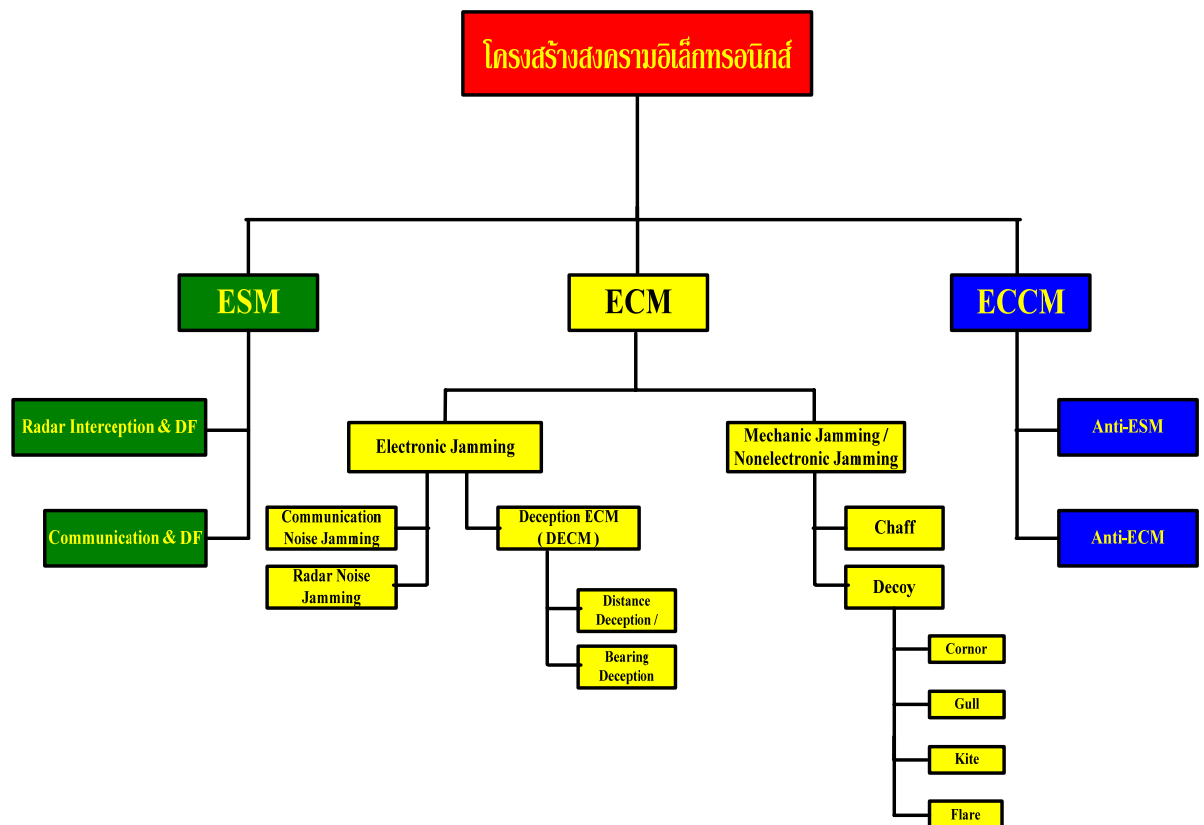 โครงสร้างสงครามอิเล็กทรอนิกส์
ESM
ECM
ECCM
Radar Interception & DF
Communication & DF
Electronic Jamming
Communication
Noise Jamming
Radar Noise
Jamming
Deception ECM
( DECM )
Distance
Deception /
Bearing
Deception
Mechanic Jamming /
Nonelectronic Jamming
Chaff
Decoy
Cornor
Gull
Kite
Flare
Anti-ESM
Anti-ECM